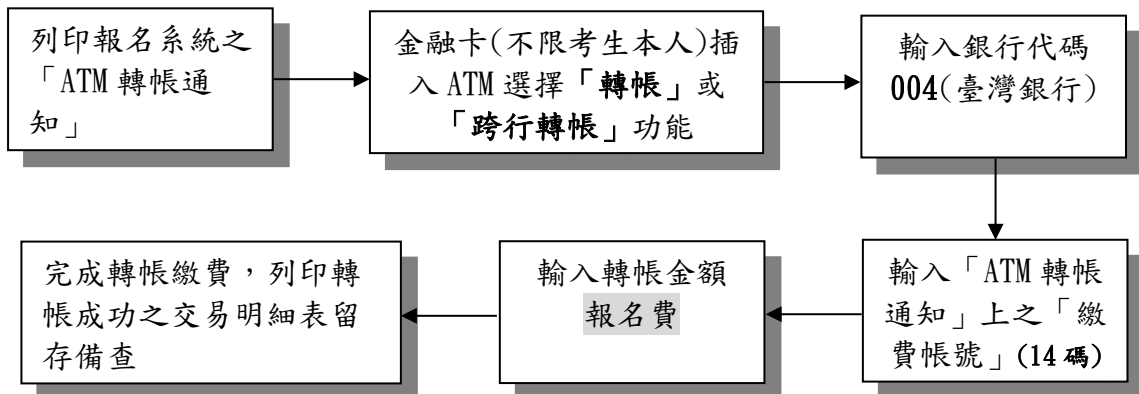 列印報名系統之
「ATM 轉帳通
知」
金融卡(不限考生本人)插
入 ATM 選擇「轉帳」或
「跨行轉帳」功能
輸入銀行代碼
004(臺灣銀行)
輸入「ATM 轉帳
通知」上之「繳
費帳號」(14 碼)
輸入轉帳金額
報名費
完成轉帳繳費，列印轉
帳成功之交易明細表留
存備查